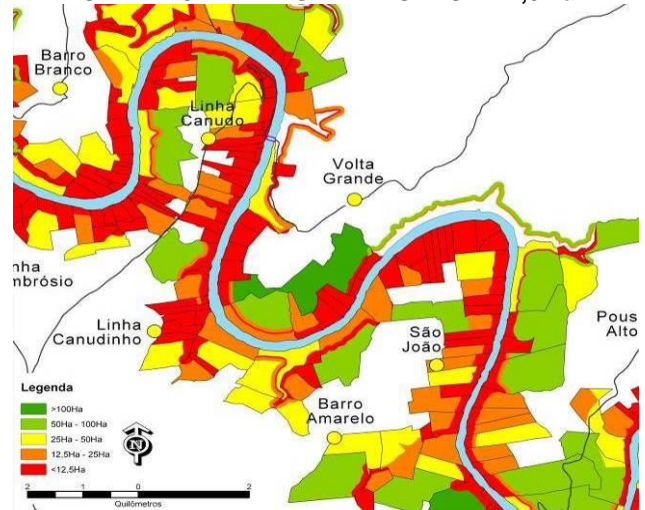 Barro
Branco
Linha
Canudo
Volta
Grande
nha
mbrósio
Linha
Canudinho
São
João
Pous
Alto
Barro
Amarelo
Legenda
>100Ha
50Ha - 100Ha
25Ha - 50Ha
12,5Ha - 25Ha
<12,5Ha
N
2 1 0 2
Quilômetros